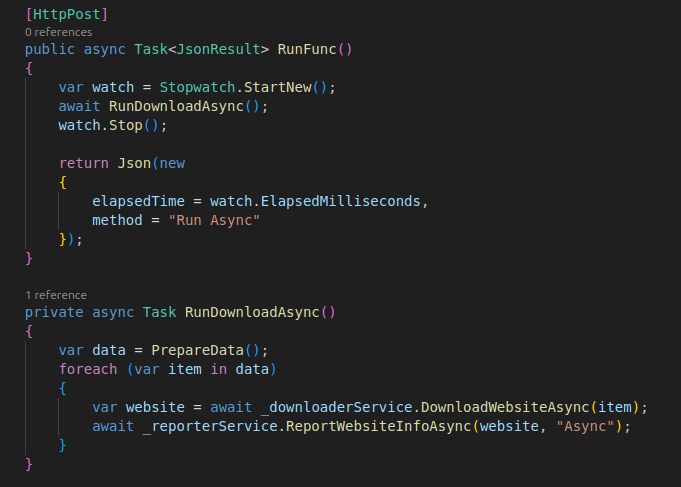 [HttpPost]
0 references
public async Task<JsonResult> RunFunc()
{
    var watch = Stopwatch.StartNew();
    await RunDownloadAsync();
    watch.Stop();

    return Json(new
    {
        elapsedTime = watch.ElapsedMilliseconds,
        method = "Run Async"
    });
}

1 reference
private async Task RunDownloadAsync()
{
    var data = PrepareData();
    foreach (var item in data)
    {
        var website = await _downloaderService.DownloadWebsiteAsync(item);
        await _reporterService.ReportWebsiteInfoAsync(website, "Async");
    }
}